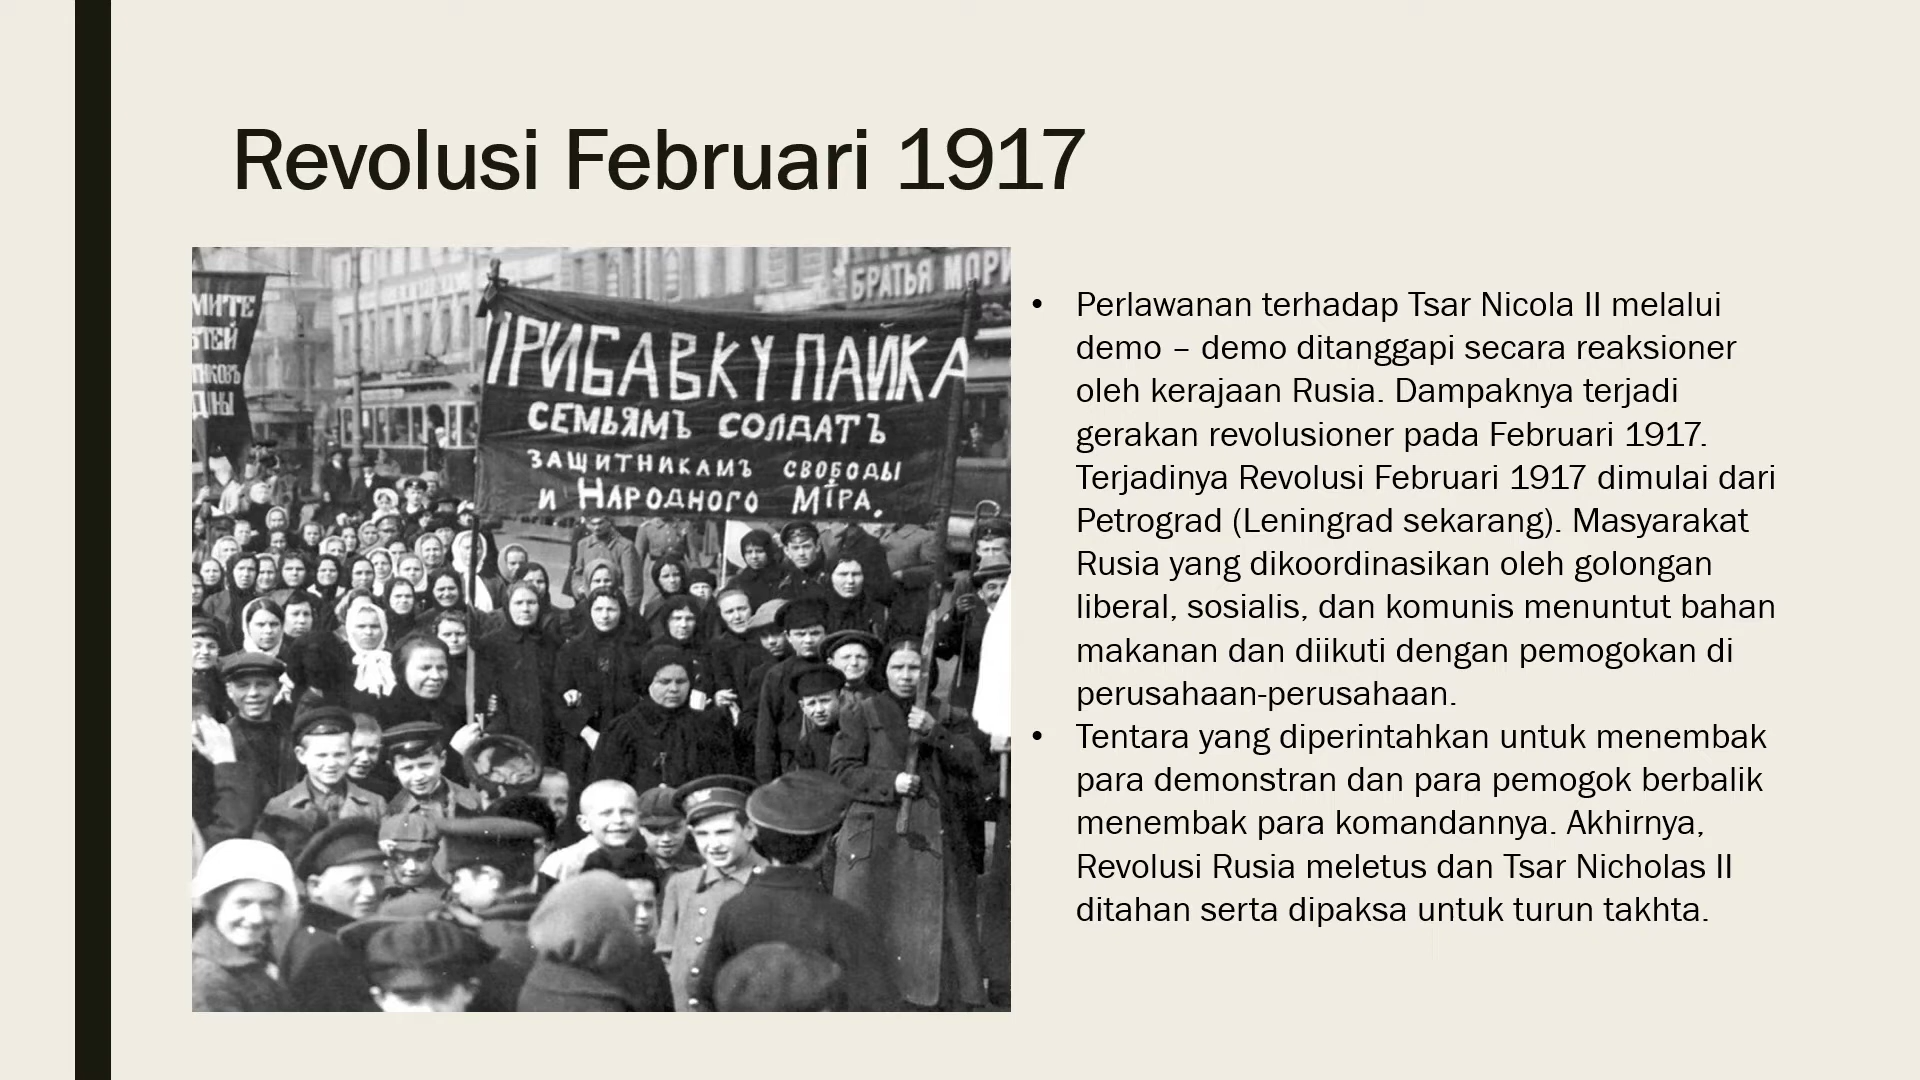 Revolusi Februari 1917
БРАТЬЯ МОРИ
МИТЕ
ПРИБАВКУ ПАЙКА
СЕМЬЯМЪ СОЛДАТЪ
ЗАЩИТНИКАМЪ СВОБОДЫ
И НАРОДНОГО МІРА.
• Perlawanan terhadap Tsar Nicola II melalui
demo – demo ditanggapi secara reaksioner
oleh kerajaan Rusia. Dampaknya terjadi
gerakan revolusioner pada Februari 1917.
Terjadinya Revolusi Februari 1917 dimulai dari
Petrograd (Leningrad sekarang). Masyarakat
Rusia yang dikoordinasikan oleh golongan
liberal, sosialis, dan komunis menuntut bahan
makanan dan diikuti dengan pemogokan di
perusahaan-perusahaan.
• Tentara yang diperintahkan untuk menembak
para demonstran dan para pemogok berbalik
menembak para komandannya. Akhirnya,
Revolusi Rusia meletus dan Tsar Nicholas II
ditahan serta dipaksa untuk turun takhta.